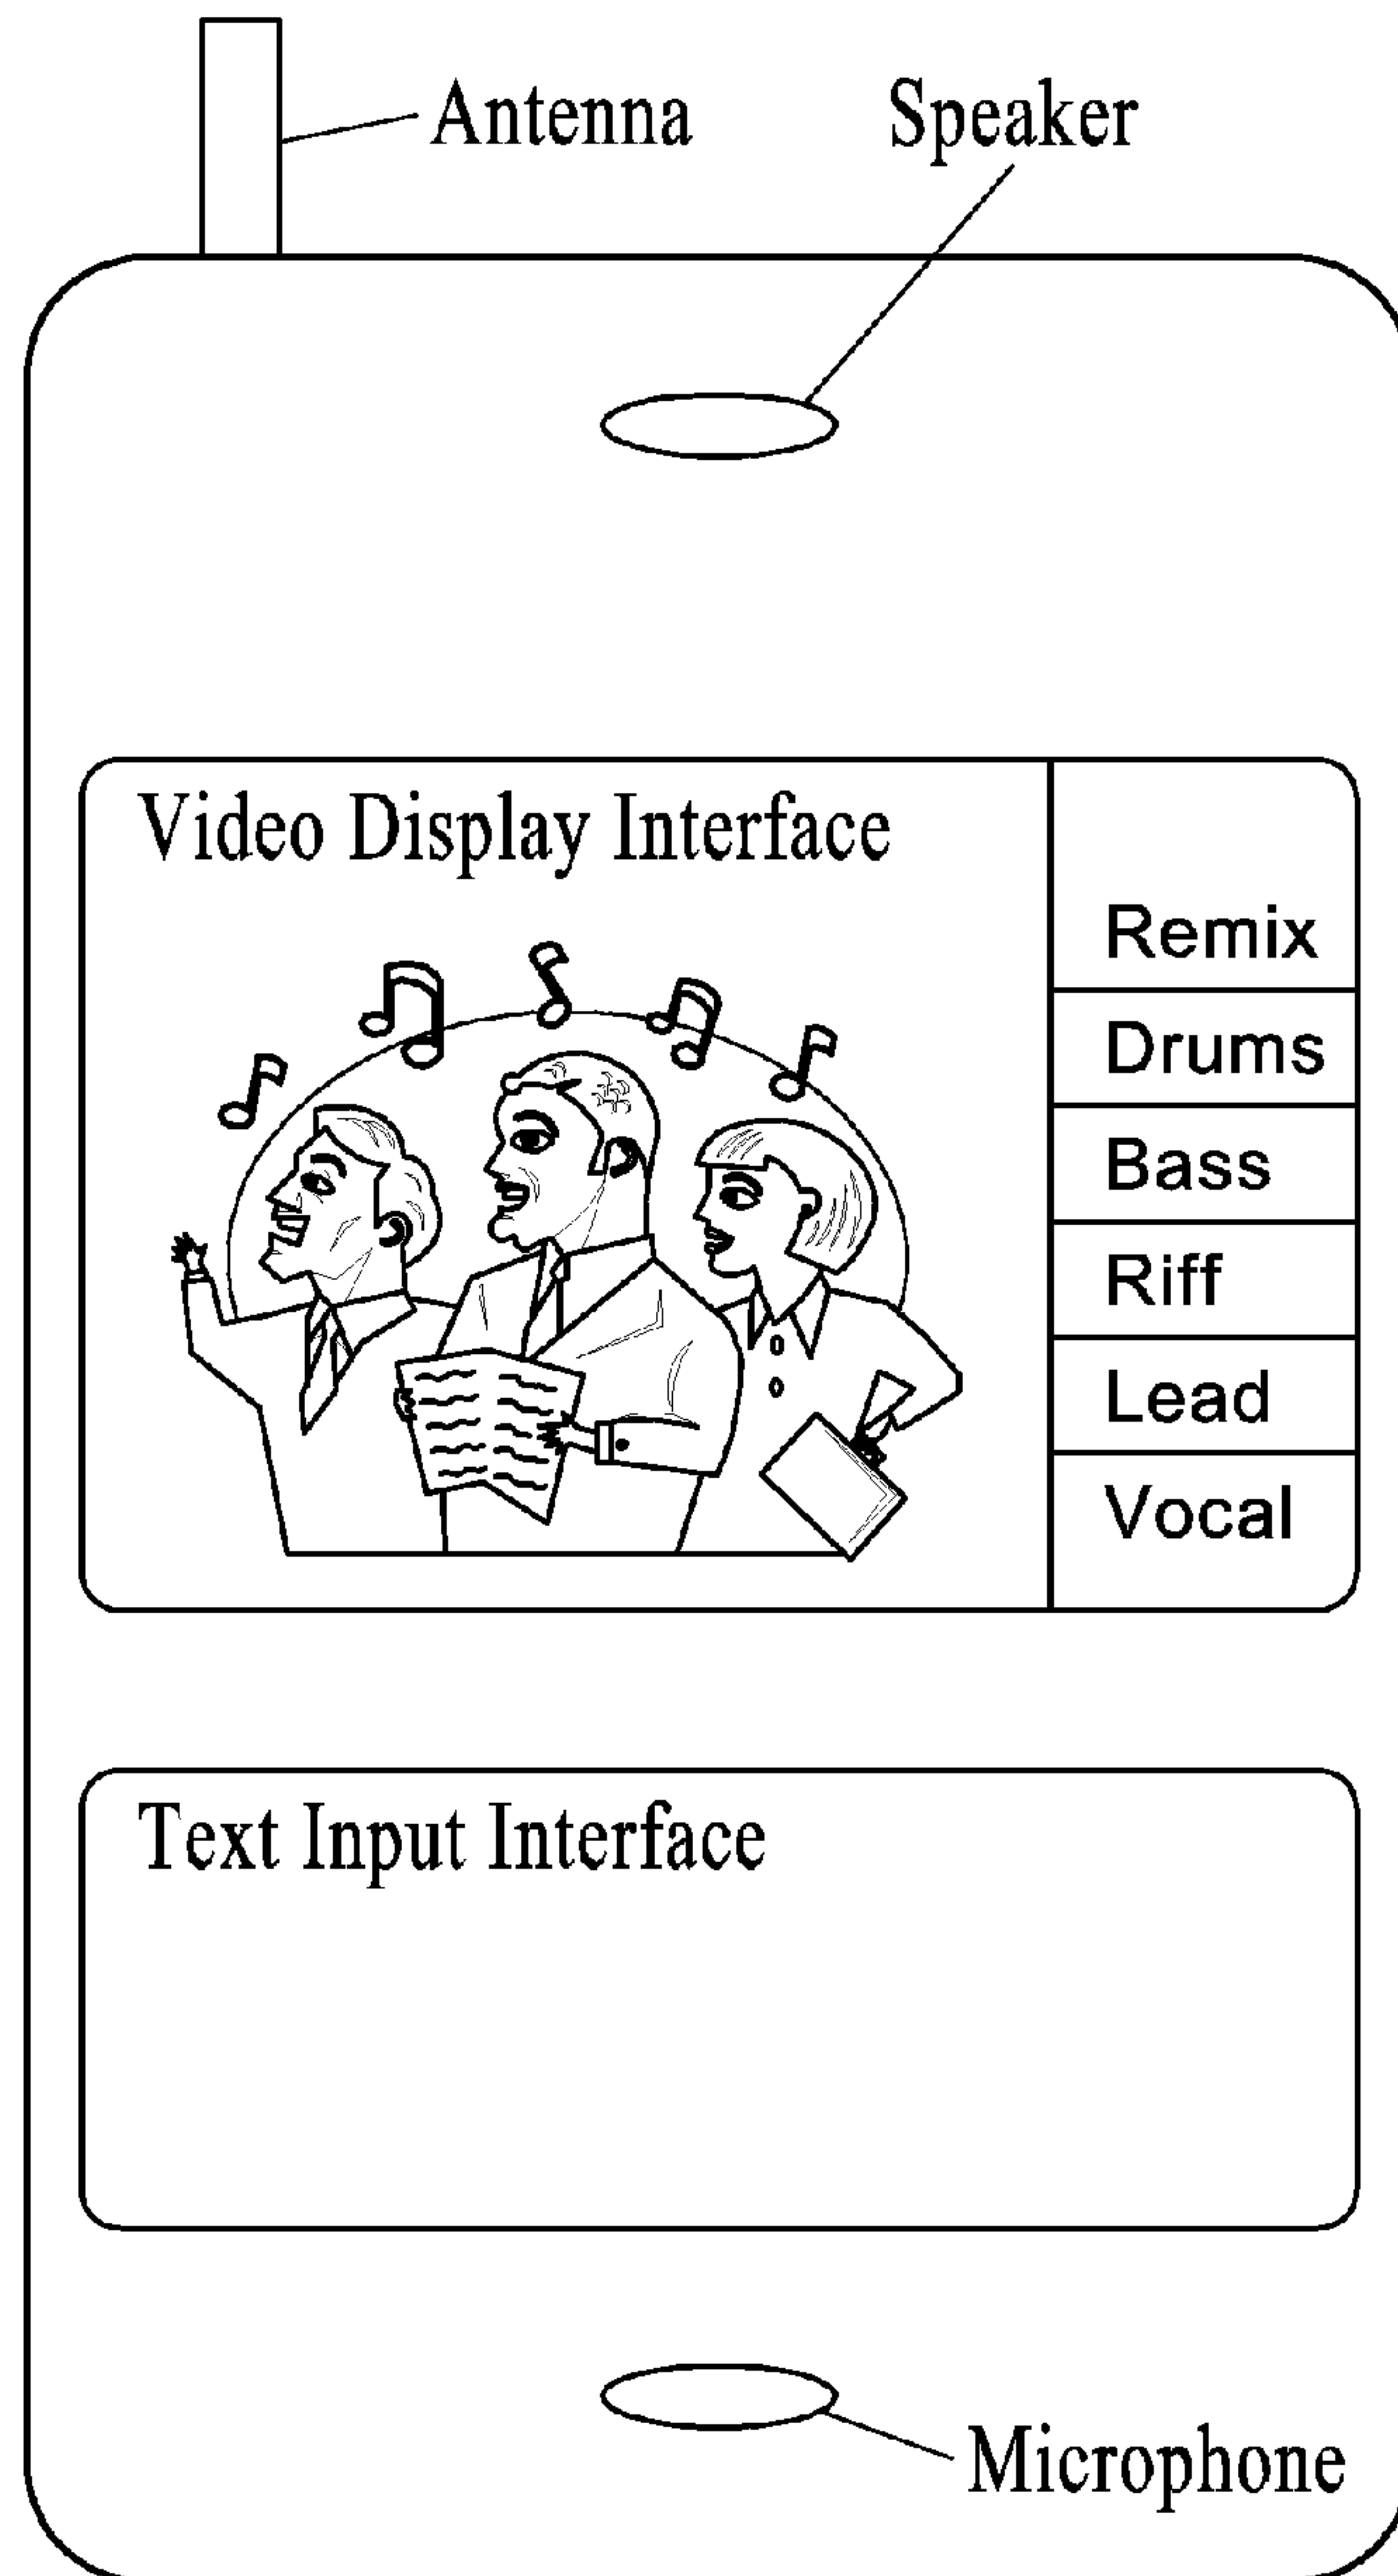 Antenna
Speaker
Video Display Interface
Remix
Drums
Bass
Riff
Lead
Vocal
Text Input Interface
Microphone